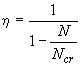 η = 1 / (1 − N / N_cr)